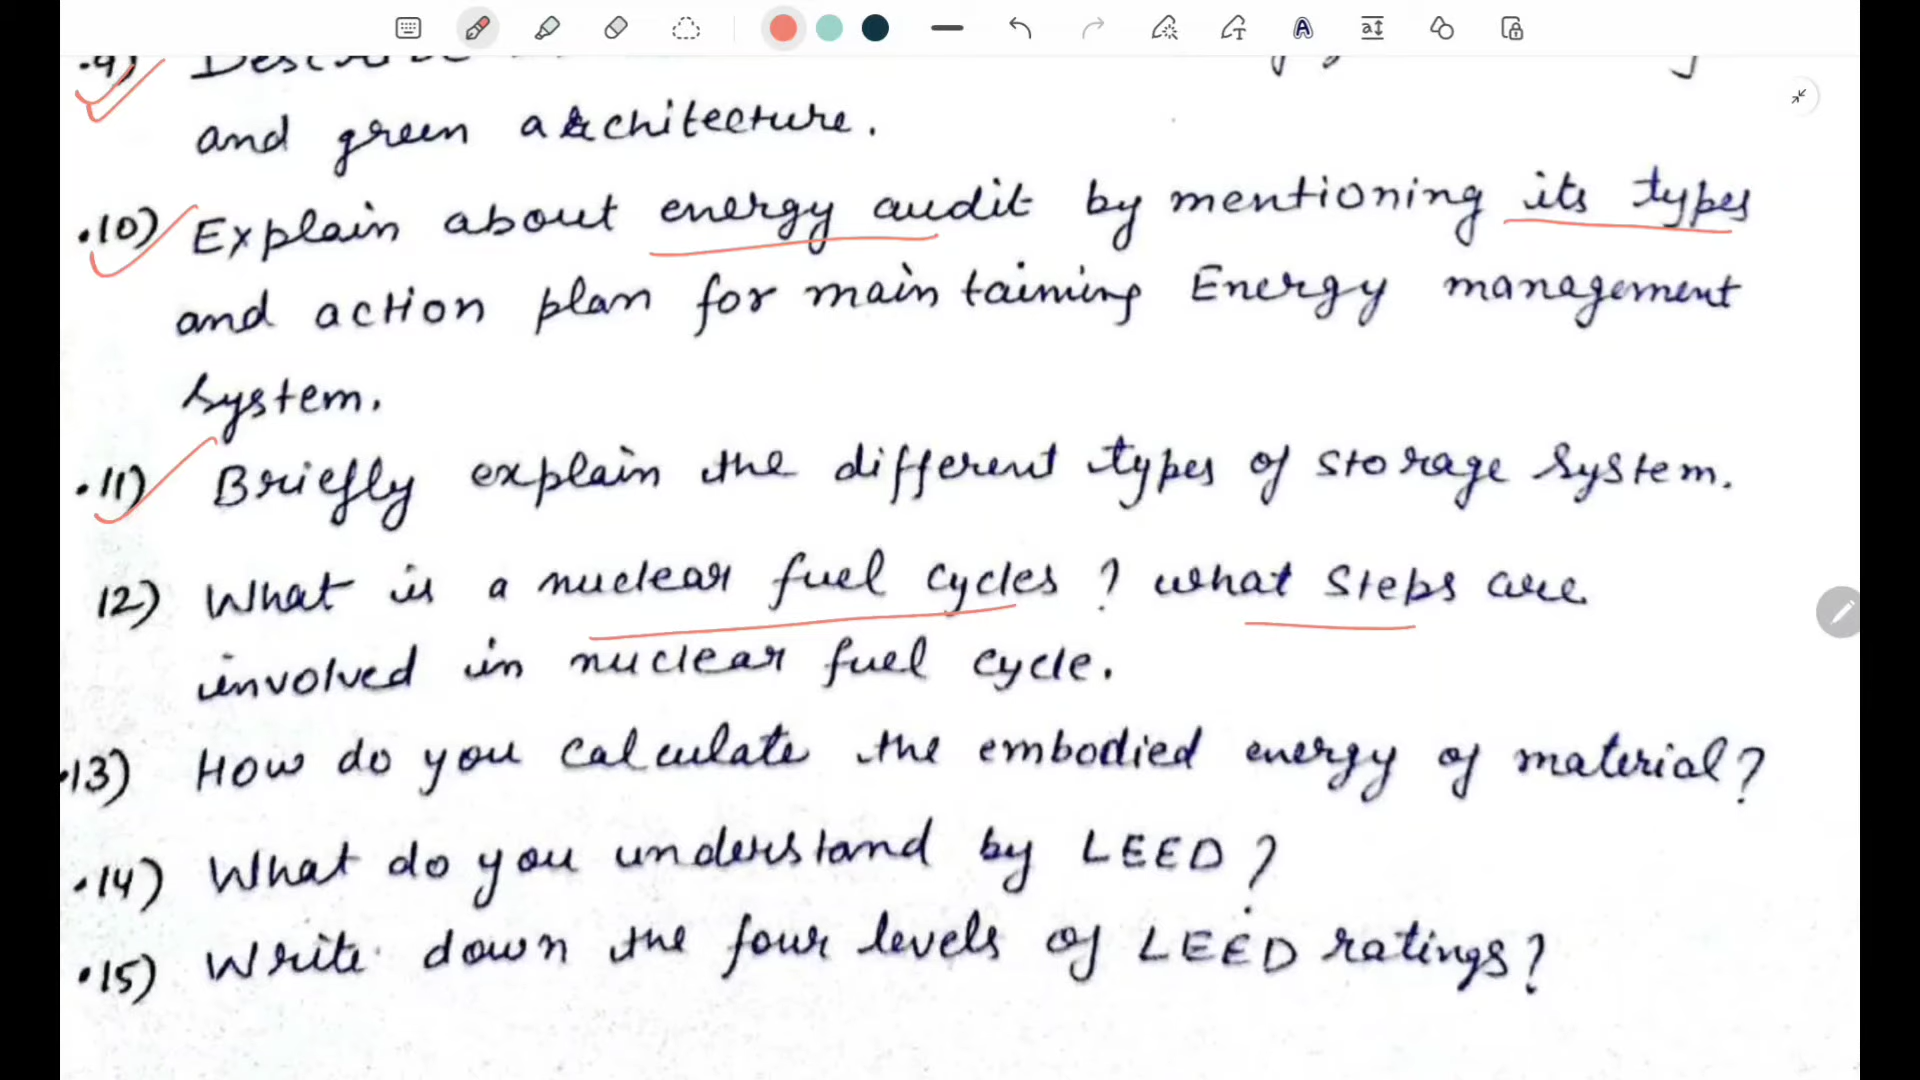 .9) Describe
and green architecture.
.10) Explain about energy audit by mentioning its types
and action plan for maintaining Energy management
System.
.11) Briefly explain the different types of storage System.
12) What is a nuclear fuel cycles ? what Steps are
involved in nuclear fuel cycle.
.13) How do you calculate the embodied energy of material?
.14) What do you understand by LEED ?
.15) Write down the four levels of LEED ratings?